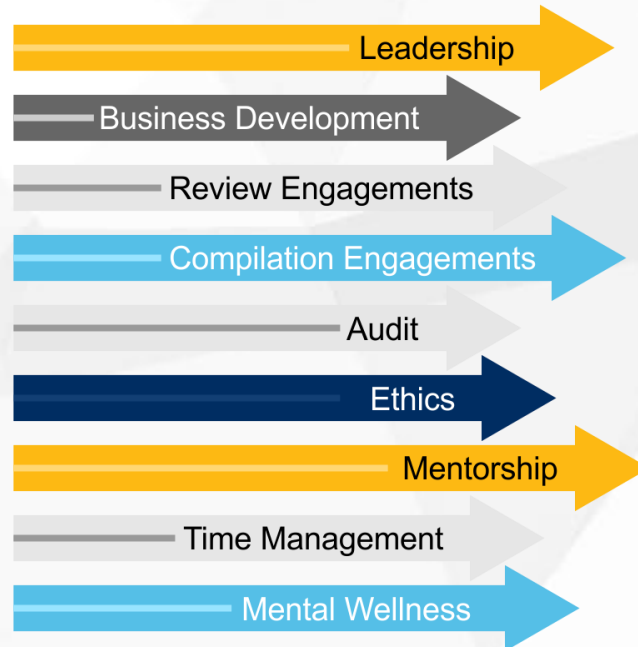 Leadership
Business Development
Review Engagements
Compilation Engagements
Audit
Ethics
Mentorship
Time Management
Mental Wellness